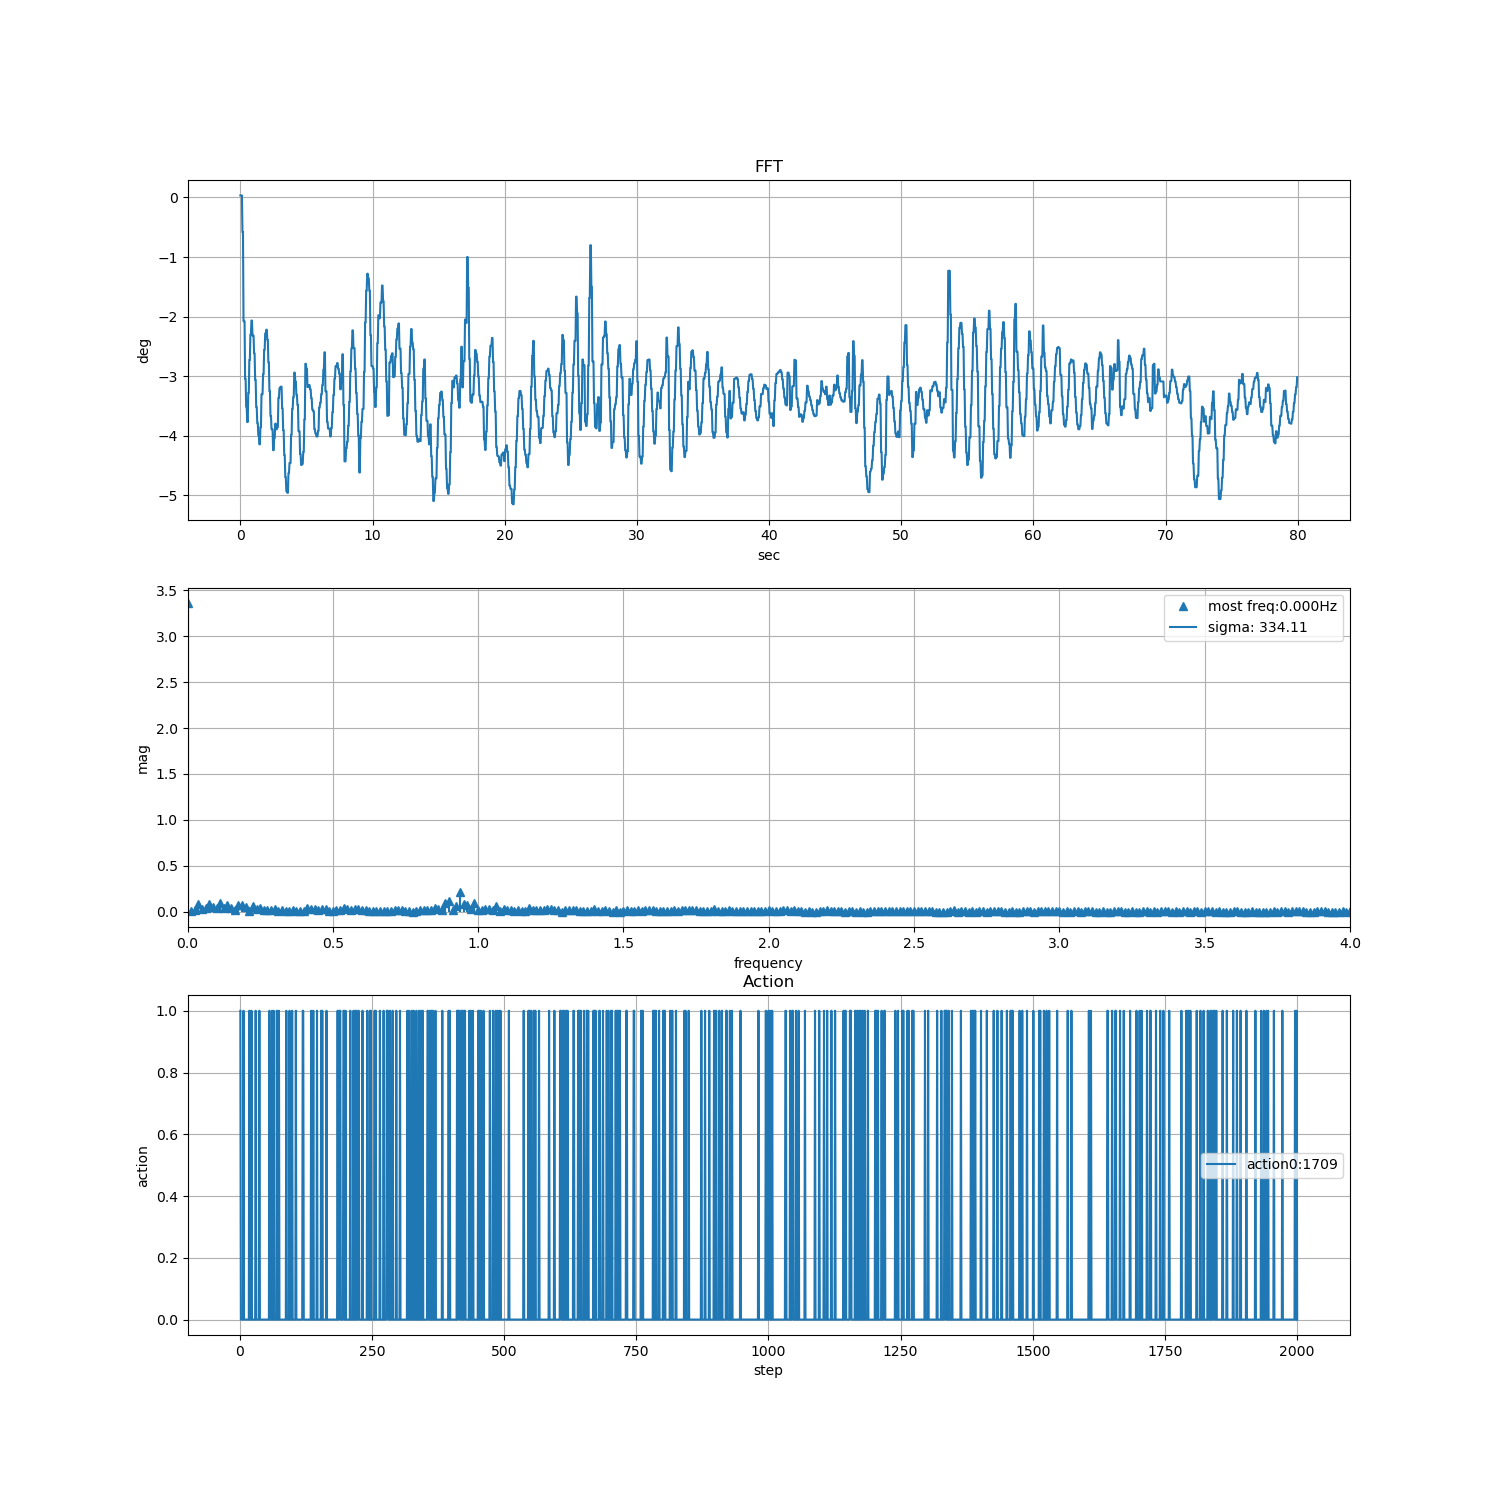 FFT
0
−1
−2
−3
−4
−5
deg
0 10 20 30 40 50 60 70 80
sec
3.5
3.0
2.5
2.0
1.5
1.0
0.5
0.0
mag
most freq:0.000Hz
sigma: 334.11
0.0 0.5 1.0 1.5 2.0 2.5 3.0 3.5 4.0
frequency
Action
1.0
0.8
0.6
0.4
0.2
0.0
action
action0:1709
0 250 500 750 1000 1250 1500 1750 2000
step